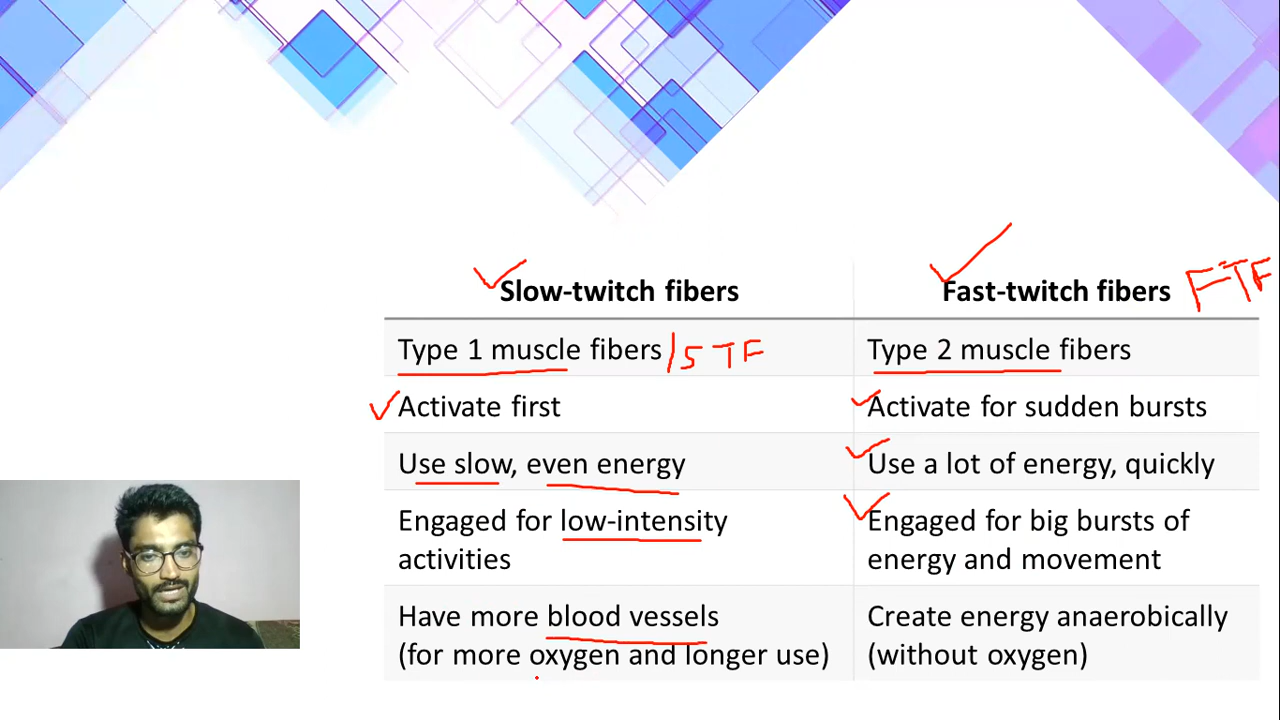 Slow-twitch fibers Fast-twitch fibers FTF
Type 1 muscle fibers /STF Type 2 muscle fibers
Activate first Activate for sudden bursts
Use slow, even energy Use a lot of energy, quickly
Engaged for low-intensity Engaged for big bursts of
activities energy and movement
Have more blood vessels Create energy anaerobically
(for more oxygen and longer use) (without oxygen)